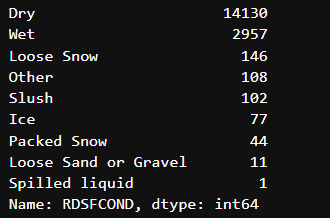 Dry 14130
Wet 2957
Loose Snow 146
Other 108
Slush 102
Ice 77
Packed Snow 44
Loose Sand or Gravel 11
Spilled liquid 1
Name: RDSFCOND, dtype: int64